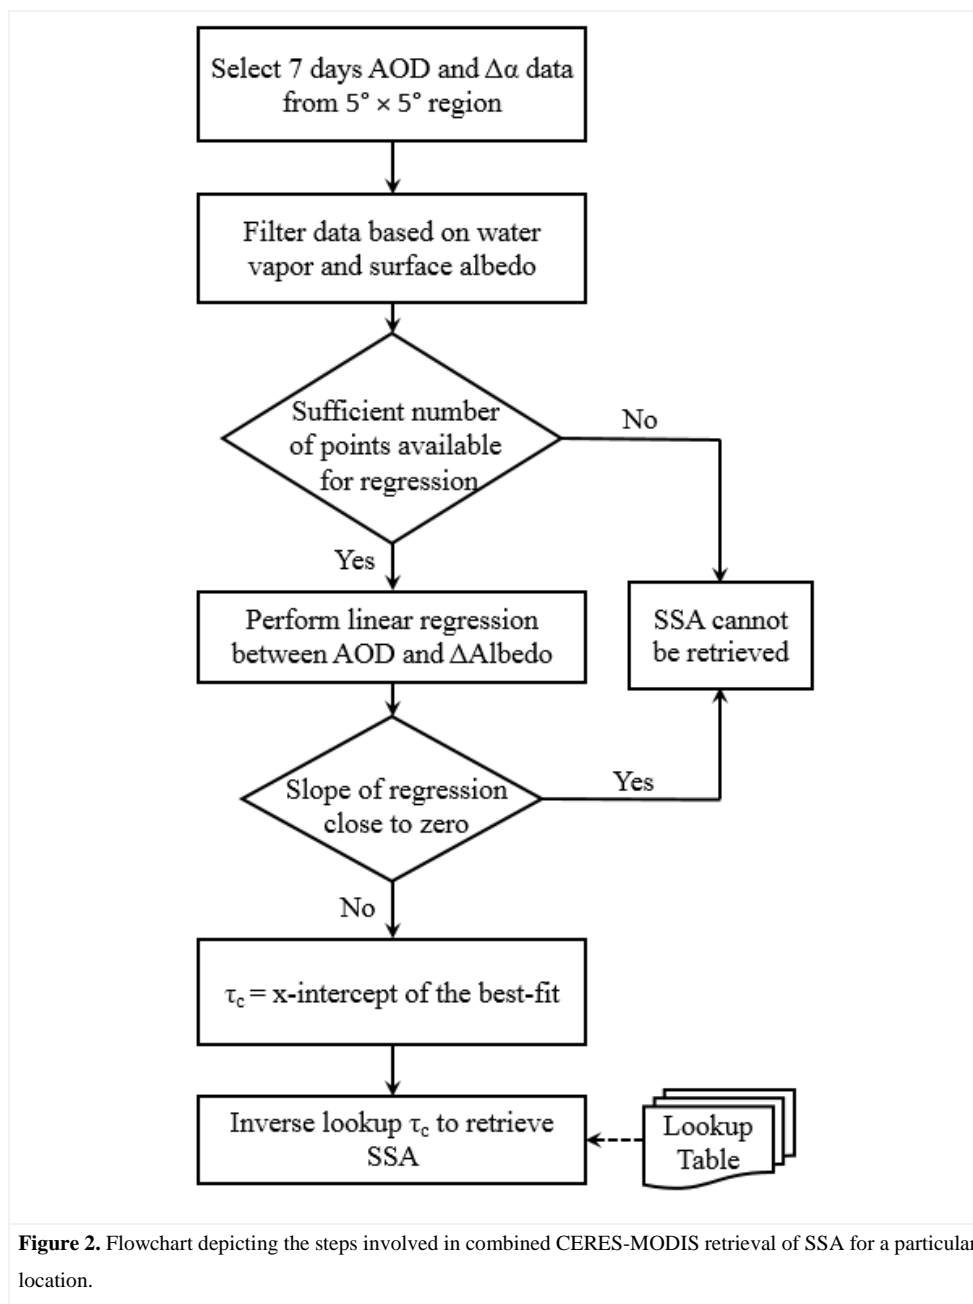 Select 7 days AOD and Δα data
from 5° × 5° region
Filter data based on water
vapor and surface albedo
Sufficient number
of points available
for regression
No
Yes
Perform linear regression
between AOD and ΔAlbedo
SSA cannot
be retrieved
Slope of regression
close to zero
Yes
No
τc = x-intercept of the best-fit
Inverse lookup τc to retrieve
SSA
Lookup
Table
Figure 2. Flowchart depicting the steps involved in combined CERES-MODIS retrieval of SSA for a particular
location.